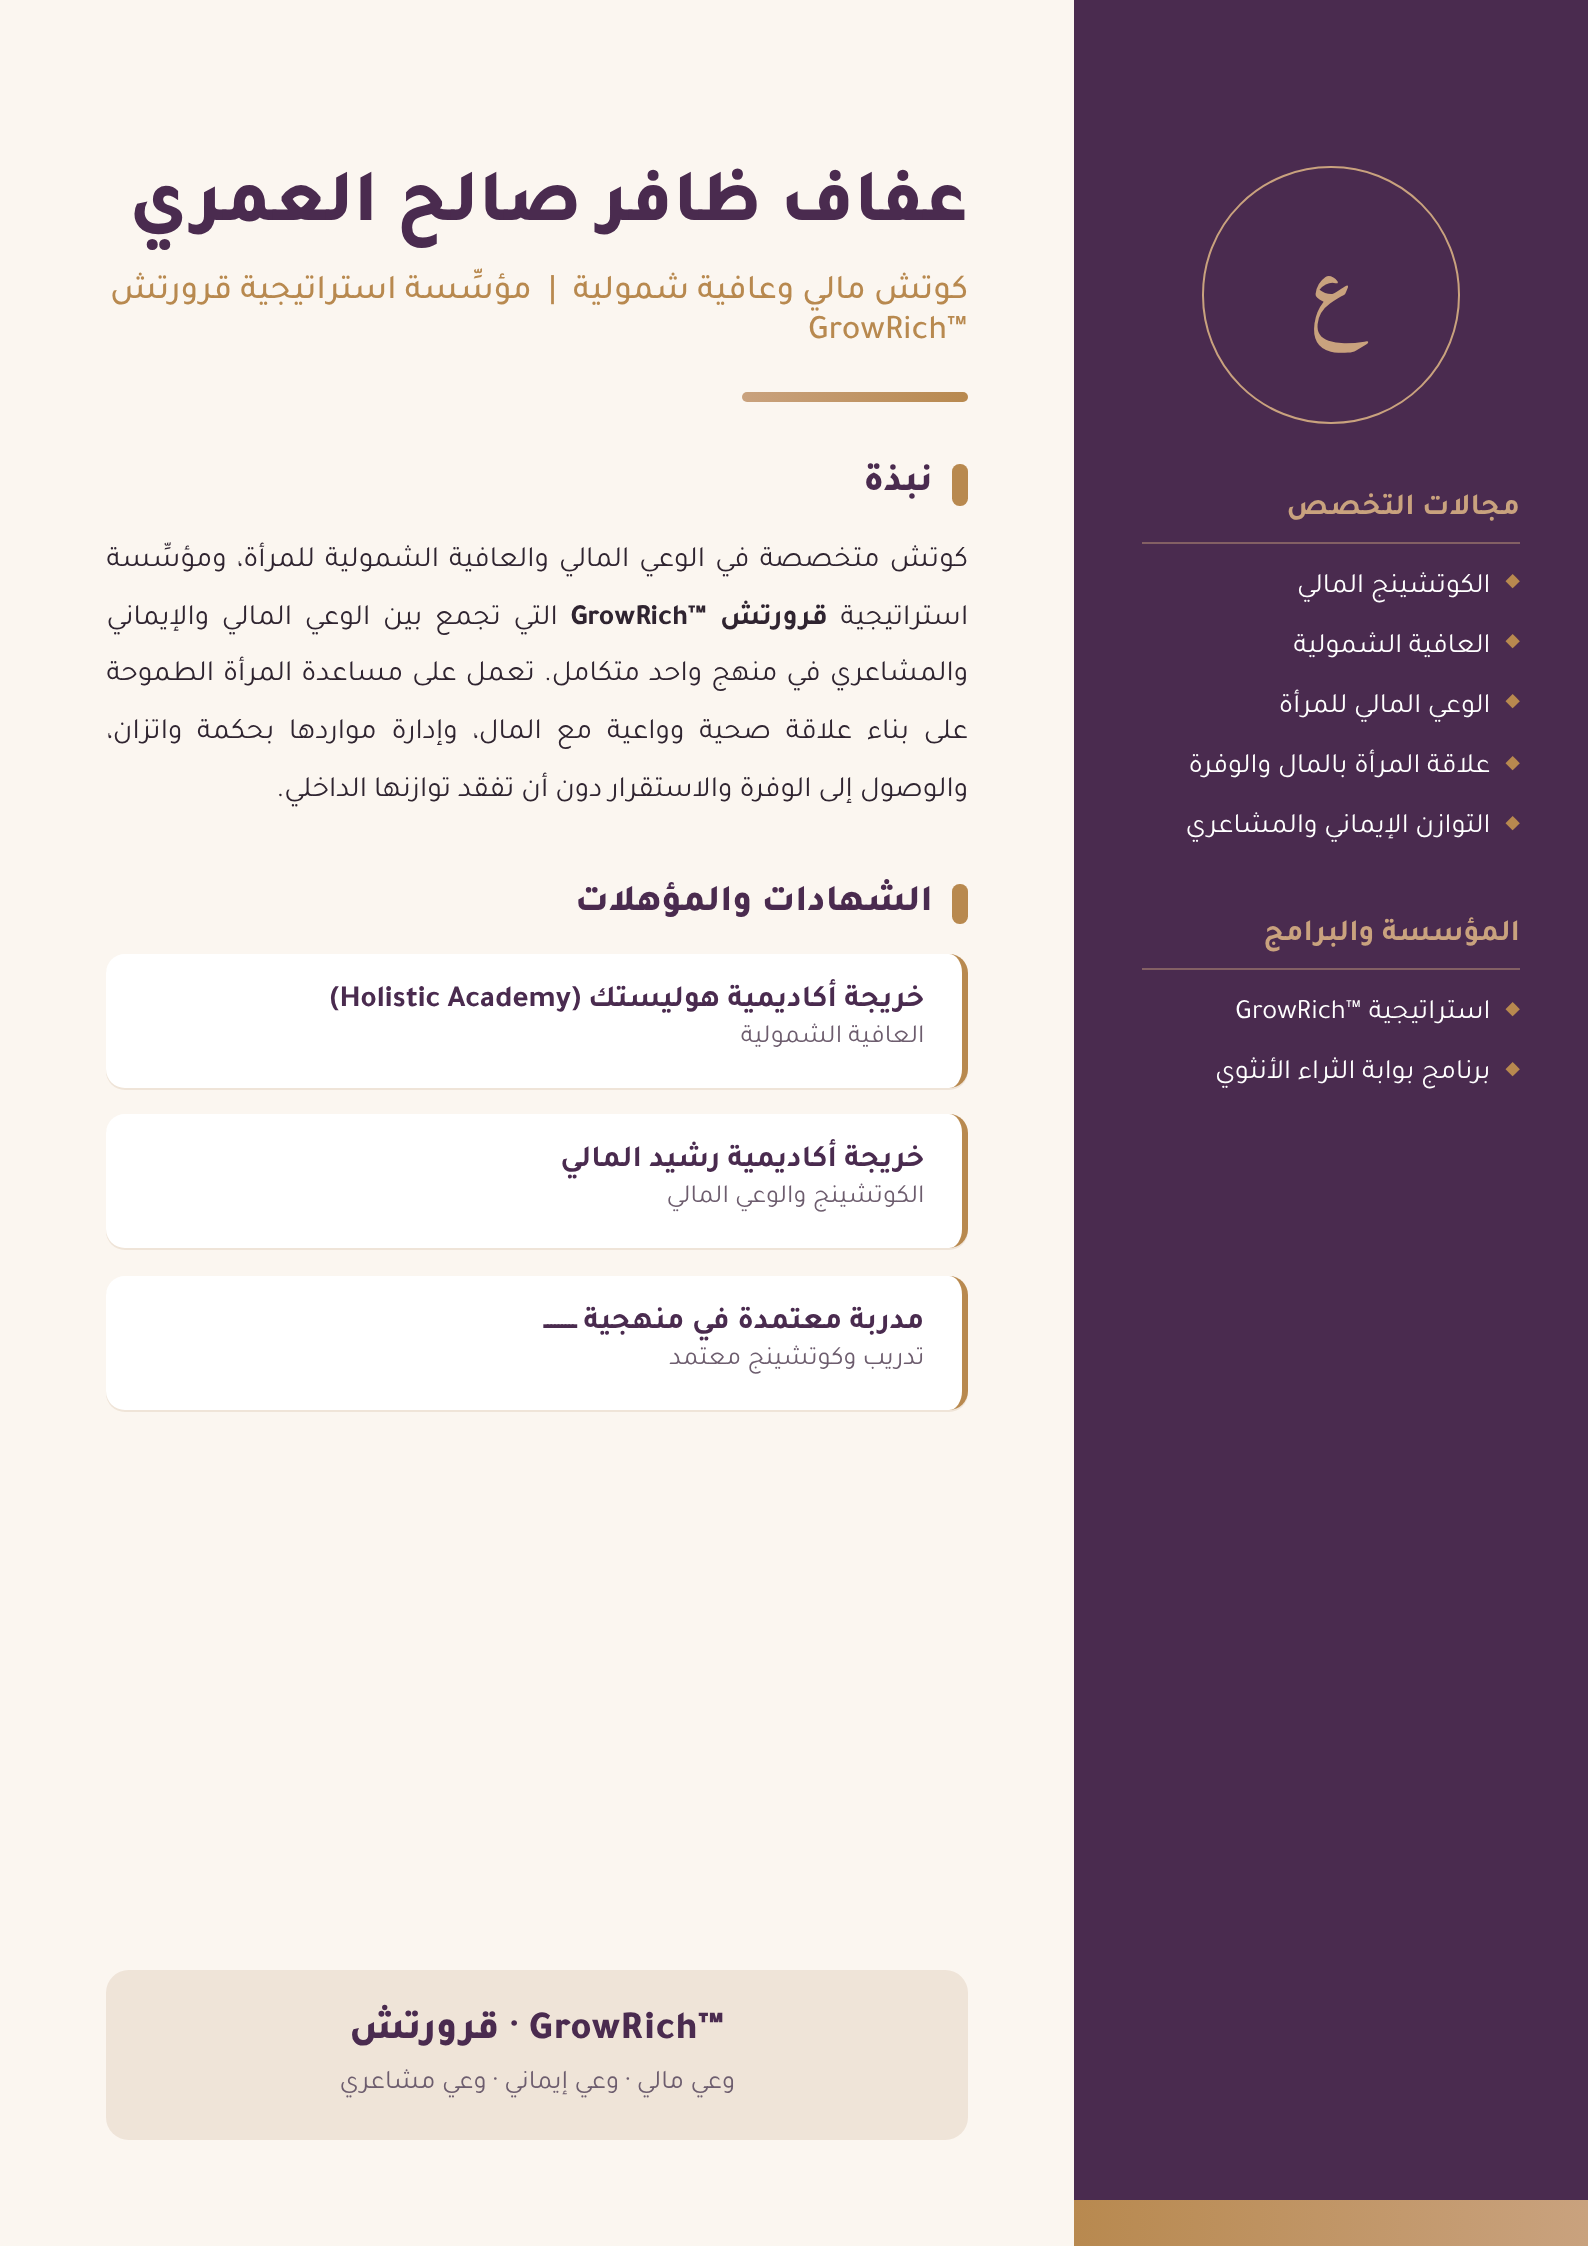 ع
مجالات التخصص
الكوتشينج المالي
العافية الشمولية
الوعي المالي للمرأة
علاقة المرأة بالمال والوفرة
التوازن الإيماني والمشاعري
المؤسسة والبرامج
استراتيجية GrowRich™
برنامج بوابة الثراء الأنثوي
عفاف ظافر صالح العمري
كوتش مالي وعافية شمولية | مؤسِّسة استراتيجية قرورتش
GrowRich™
نبذة
كوتش متخصصة في الوعي المالي والعافية الشمولية للمرأة، ومؤسِّسة
استراتيجية قرورتش GrowRich™ التي تجمع بين الوعي المالي والإيماني
والمشاعري في منهج واحد متكامل. تعمل على مساعدة المرأة الطموحة
على بناء علاقة صحية وواعية مع المال، وإدارة مواردها بحكمة واتزان،
والوصول إلى الوفرة والاستقرار دون أن تفقد توازنها الداخلي.
الشهادات والمؤهلات
خريجة أكاديمية هوليستك (Holistic Academy)
العافية الشمولية
خريجة أكاديمية رشيد المالي
الكوتشينج والوعي المالي
مدربة معتمدة في منهجية ـــــ
تدريب وكوتشينج معتمد
GrowRich™ · قرورتش
وعي مالي · وعي إيماني · وعي مشاعري